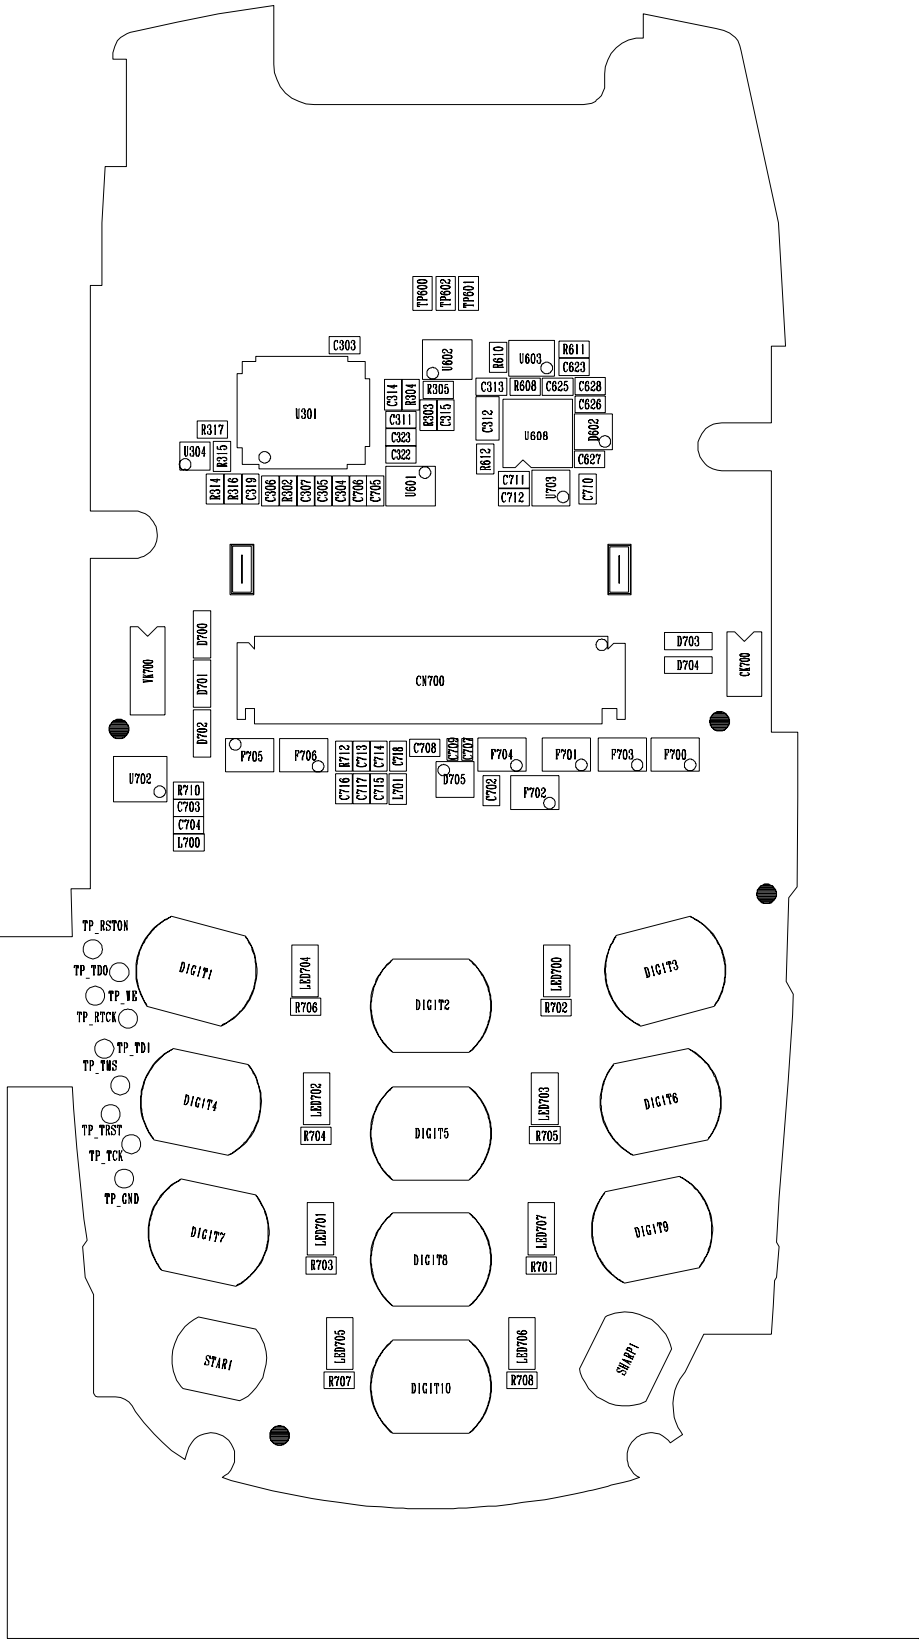 TP600 TP602 TP601
C303 U602 R610 U603 R611
C623
C314 R304 R305 C313 R608 C625 C628
U301 R303 C315 C312 C626
C311
R317 C323 U608 D602
U304 R315 C322 R612 C627
R314 R316 C319 C306 R302 C307 C305 C304 C706 C705 U601 C711 U703 C710
C712
D700 D703
VK700 D704 CK700
D701 CN700
D702
F705 F706 R712 C713 C714 C718 C708 C709 C707 F704 F701 F703 F700
U702 C716 C717 C715 L701 D705 C702 F702
R710
C703
C704
L700
TP_RSTON
TP_TDO DIGIT1 LED704 LED700 DIGIT3
TP_WE R706 DIGIT2 R702
TP_RTCK
TP_TDI
TP_TMS
DIGIT4 LED702 LED703 DIGIT6
TP_TRST R704 DIGIT5 R705
TP_TCK
TP_GND
DIGIT7 LED701 LED707 DIGIT9
R703 DIGIT8 R701
STAR1 LED705 LED706 SHARP1
R707 DIGIT10 R708